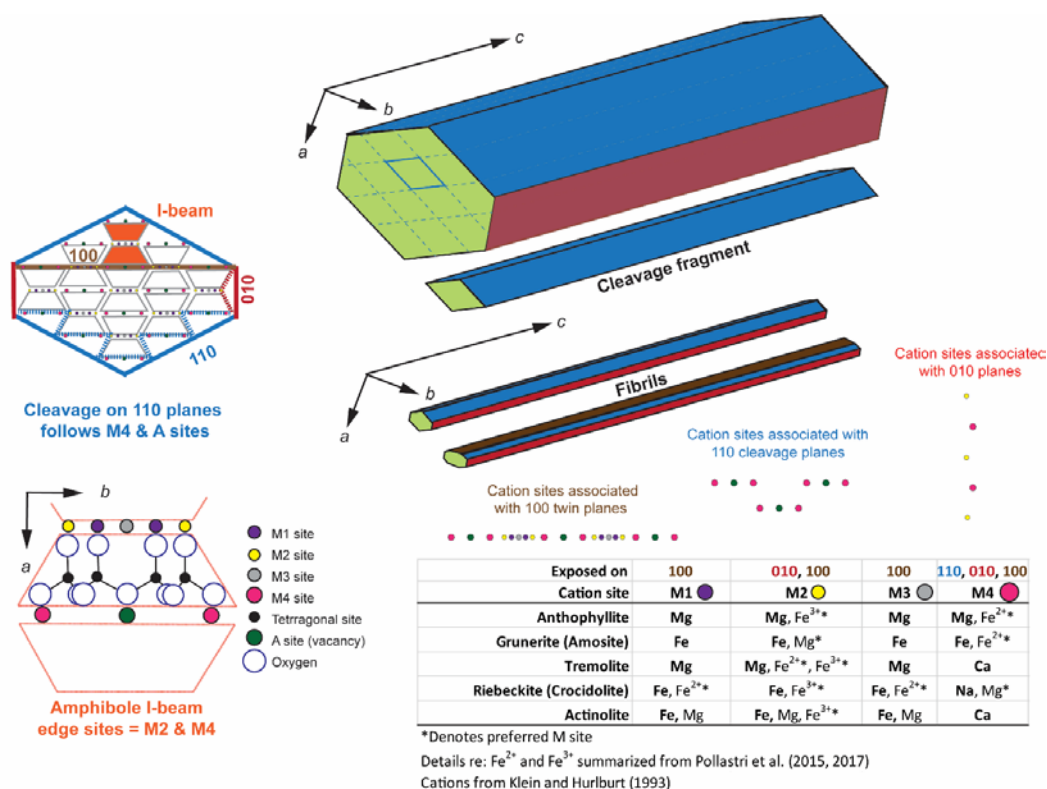 c
b
a
I-beam
100
010
110
Cleavage on 110 planes
follows M4 & A sites
Cleavage fragment
c
b
a
Fibrils
Cation sites associated
with 010 planes
Cation sites associated with
110 cleavage planes
Cation sites associated
with 100 twin planes
b
a
M1 site
M2 site
M3 site
M4 site
Tetrragonal site
A site (vacancy)
Oxygen
Amphibole I-beam
edge sites = M2 & M4
Exposed on 100 010, 100 100 110, 010, 100
Cation site M1 M2 M3 M4
Anthophyllite Mg Mg, Fe³⁺* Mg Mg, Fe²⁺*
Grunerite (Amosite) Fe Fe, Mg* Fe Fe, Fe²⁺*
Tremolite Mg Mg, Fe²⁺*, Fe³⁺* Mg Ca
Riebeckite (Crocidolite) Fe, Fe²⁺* Fe, Fe³⁺* Fe, Fe²⁺* Na, Mg*
Actinolite Fe, Mg Fe, Mg, Fe³⁺* Fe, Mg Ca
*Denotes preferred M site
Details re: Fe²⁺ and Fe³⁺ summarized from Pollastri et al. (2015, 2017)
Cations from Klein and Hurlburt (1993)